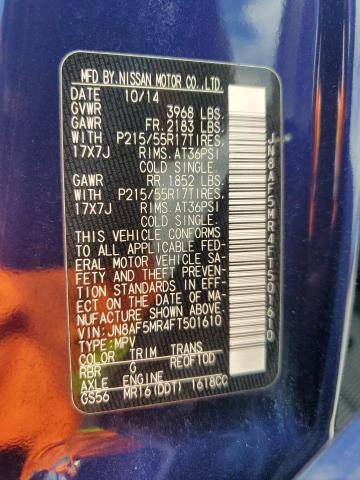 MFD BY.NISSAN MOTOR CO.,LTD.
DATE 10/14
GVWR 3968 LBS.
GAWR FR.2183 LBS.
WITH P215/55R17TIRES,
17X7J RIMS.AT36PSI
COLD SINGLE.
GAWR RR.1852 LBS.
WITH P215/55R17TIRES,
17X7J RIMS.AT36PSI
COLD SINGLE.
THIS VEHICLE CONFORMS
TO ALL APPLICABLE FED-
ERAL MOTOR VEHICLE SA-
FETY AND THEFT PREVEN-
TION STANDARDS IN EFF-
ECT ON THE DATE OF MA-
NUFACTURE SHOWN ABOVE.
VIN:JN8AF5MR4FT501610
TYPE:MPV
COLOR TRIM TRANS
RBR G RE0F10D
AXLE ENGINE
GS56 MR16(DDT) 1618CC
JN8AF5MR4FT501610